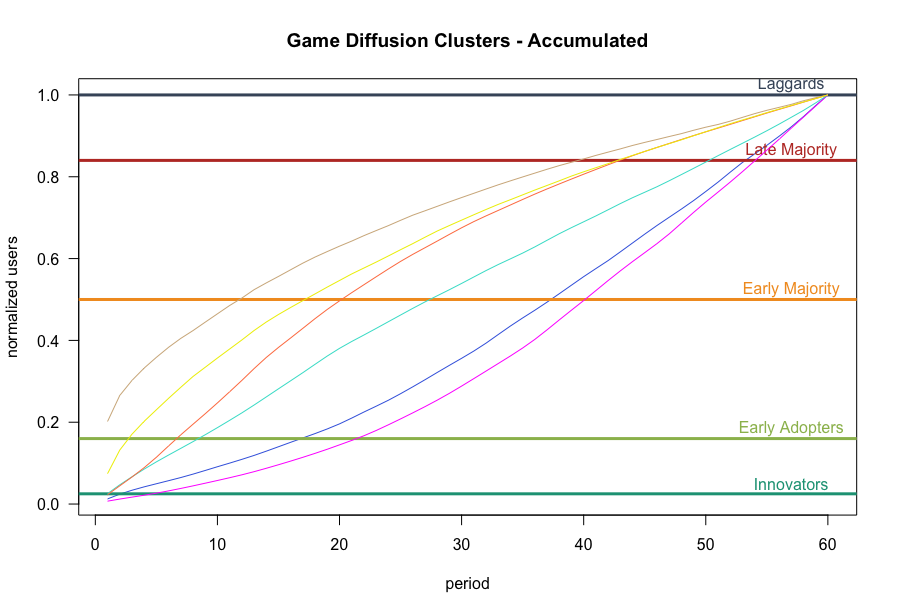 Game Diffusion Clusters - Accumulated
normalized users
1.0
0.8
0.6
0.4
0.2
0.0
Laggards
Late Majority
Early Majority
Early Adopters
Innovators
0 10 20 30 40 50 60
period